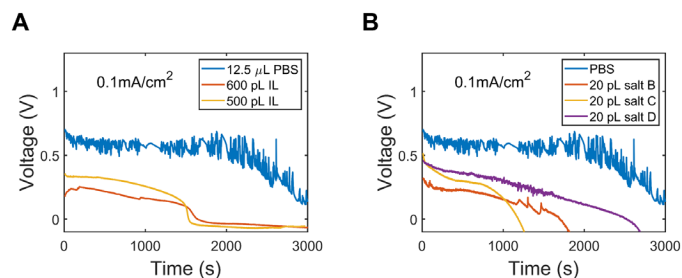 A
0.1mA/cm²
12.5 μL PBS
600 pL IL
500 pL IL
Voltage (V)
1
0.5
0
0
1000
2000
3000
Time (s)
B
0.1mA/cm²
PBS
20 pL salt B
20 pL salt C
20 pL salt D
Voltage (V)
1
0.5
0
0
1000
2000
3000
Time (s)